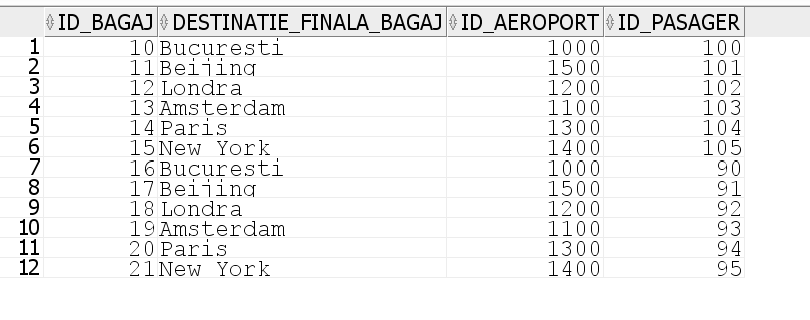 ID_BAGAJ DESTINATIE_FINALA_BAGAJ ID_AEROPORT ID_PASAGER
1 10 Bucuresti 1000 100
2 11 Beijing 1500 101
3 12 Londra 1200 102
4 13 Amsterdam 1100 103
5 14 Paris 1300 104
6 15 New York 1400 105
7 16 Bucuresti 1000 90
8 17 Beijing 1500 91
9 18 Londra 1200 92
10 19 Amsterdam 1100 93
11 20 Paris 1300 94
12 21 New York 1400 95